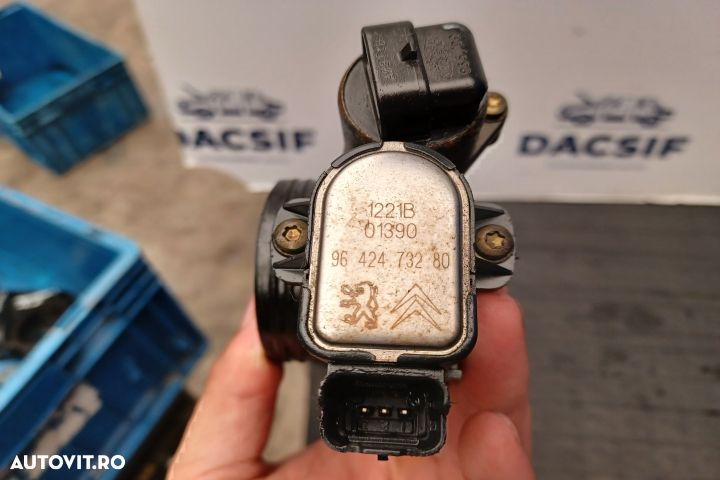 DACSIF
DACSIF
1221B
01390
96 424 732 80
AUTOVIT.RO